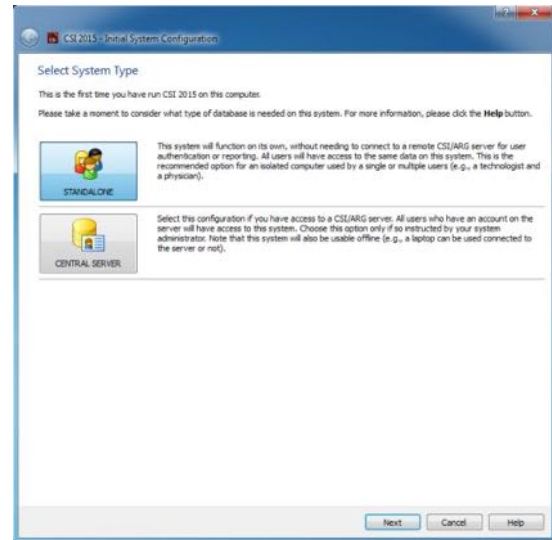 CSI 2015 - Initial System Configuration
Select System Type
This is the first time you have run CSI 2015 on this computer.
Please take a moment to consider what type of database is needed on this system. For more information, please click the Help button.
This system will function on its own, without needing to connect to a remote CSI/ARG server for user
authentication or reporting. All users will have access to the same data on this system. This is the
recommended option for an isolated computer used by a single or multiple users (e.g., a technologist and
a physician).
STANDALONE
Select this configuration if you have access to a CSI/ARG server. All users who have an account on the
server will have access to this system. Choose this option only if so instructed by your system
administrator. Note that this system will also be usable offline (e.g., a laptop can be used connected to
the server or not).
CENTRAL SERVER
Next Cancel Help